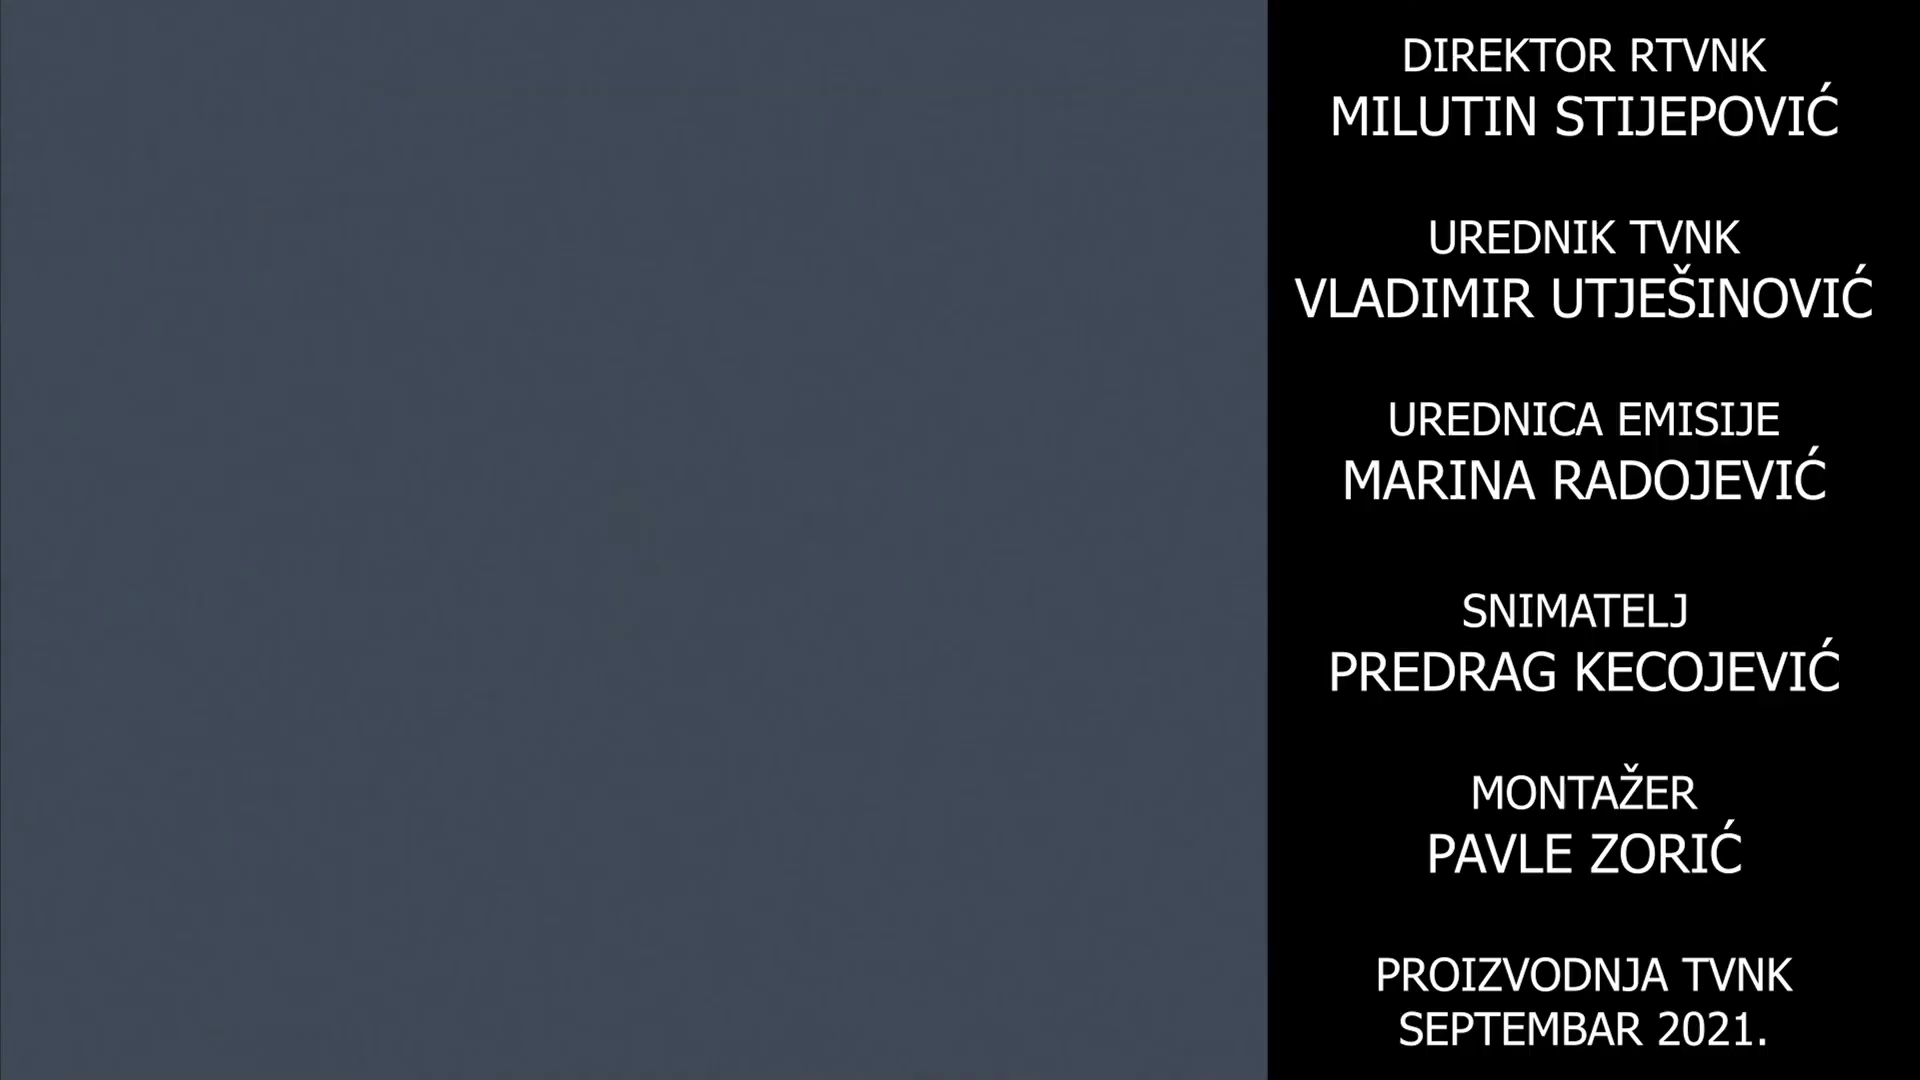 DIREKTOR RTVNK
MILUTIN STIJEPOVIĆ
UREDNIK TVNK
VLADIMIR UTJEŠINOVIĆ
UREDNICA EMISIJE
MARINA RADOJEVIĆ
SNIMATELJ
PREDRAG KECOJEVIĆ
MONTAŽER
PAVLE ZORIĆ
PROIZVODNJA TVNK
SEPTEMBAR 2021.